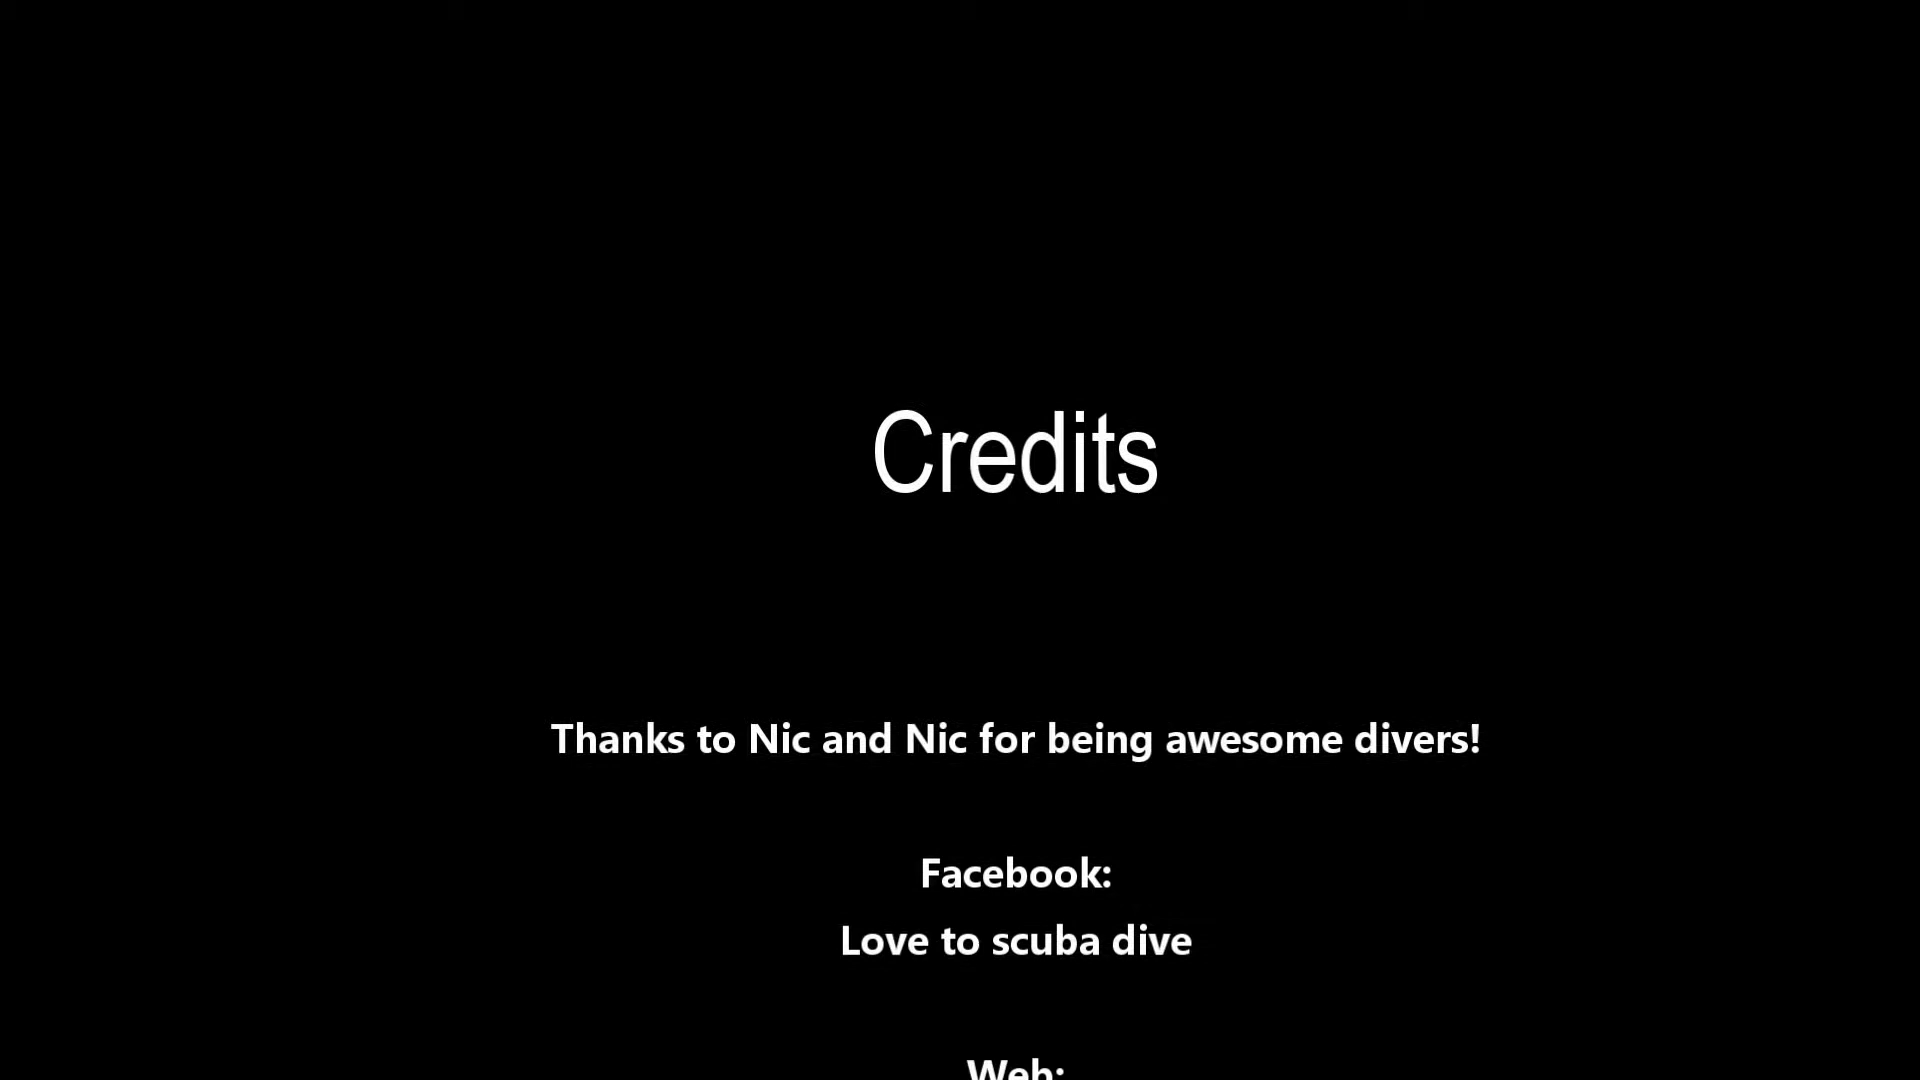 Credits
Thanks to Nic and Nic for being awesome divers!
Facebook:
Love to scuba dive
Web: